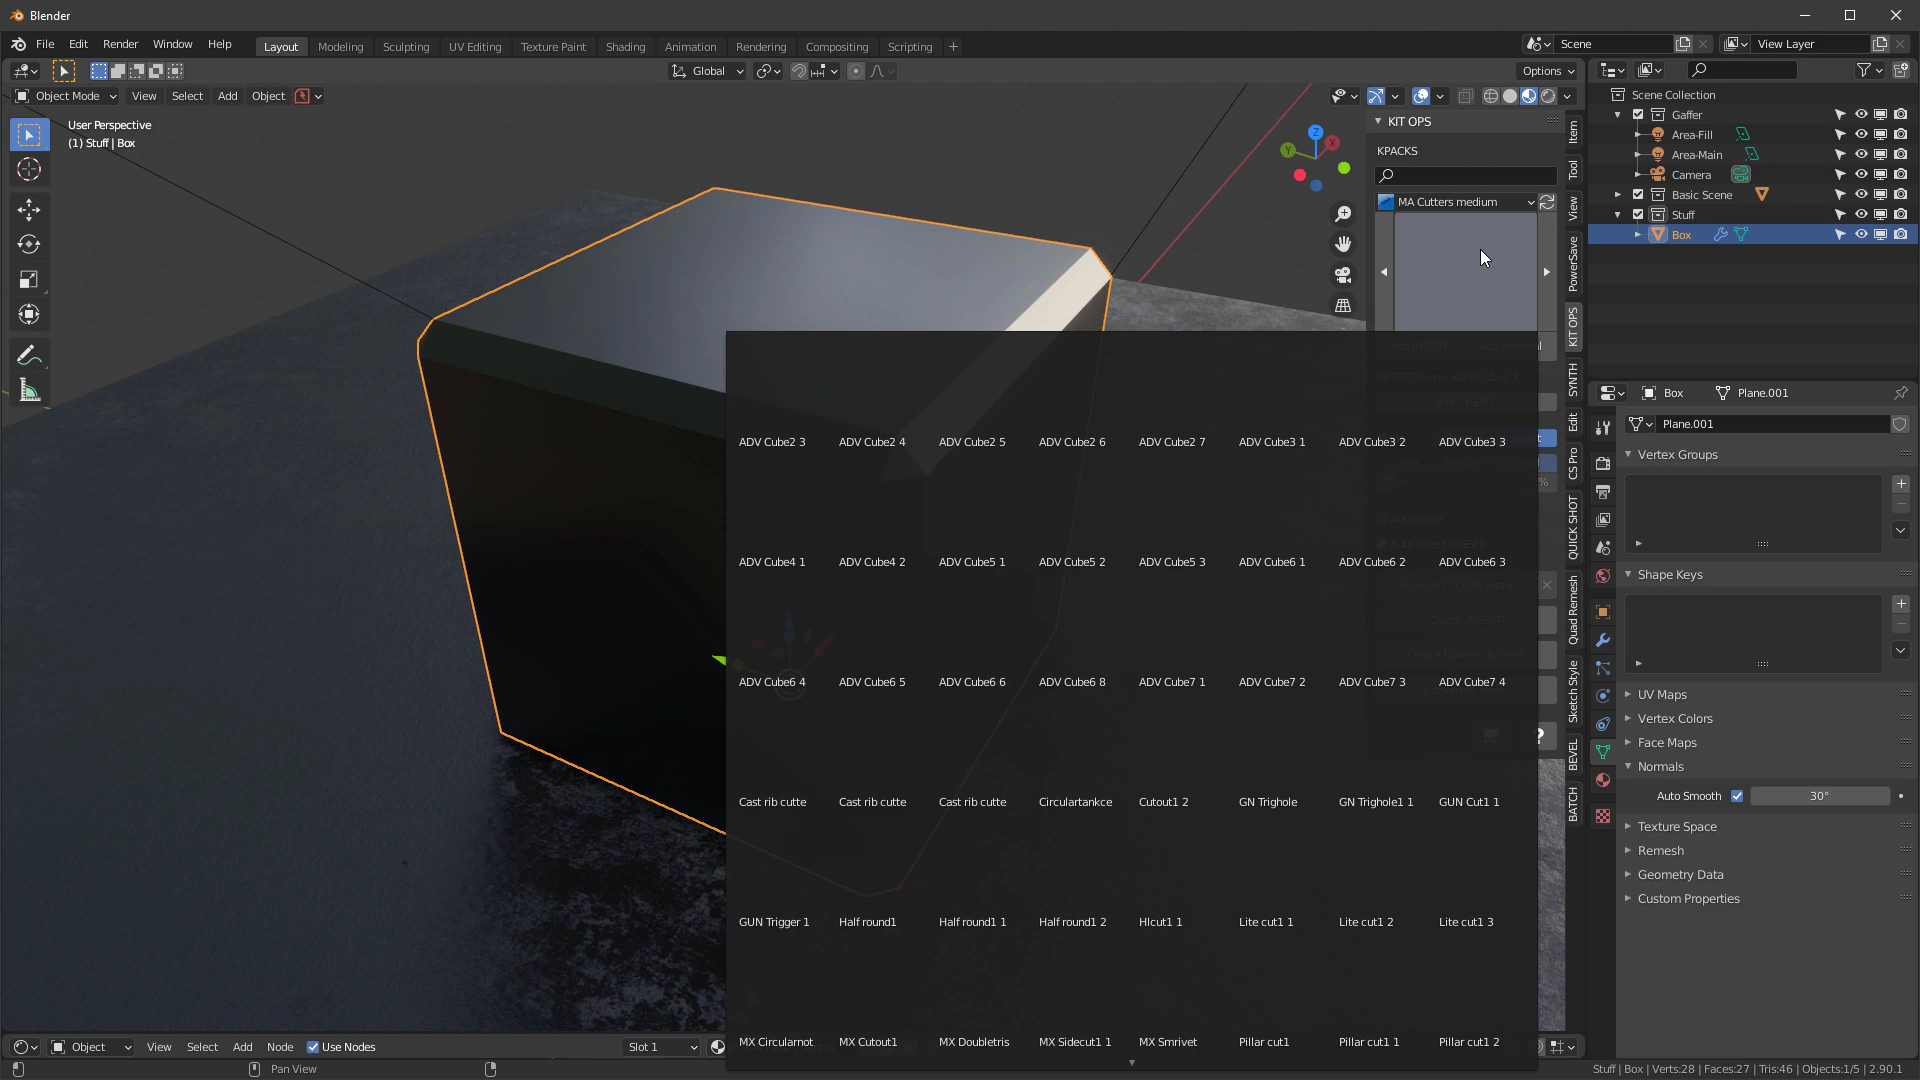 Blender
File Edit Render Window Help Layout Modeling Sculpting UV Editing Texture Paint Shading Animation Rendering Compositing Scripting + Scene View Layer
Global Options
Object Mode View Select Add Object
User Perspective
(1) Stuff | Box
KIT OPS
KPACKS
MA Cutters medium
Item
Tool
View
PowerSave
KIT OPS
SYNTH
Edit
CS Pro
QUICK SHOT
Quad Remesh
Sketch Style
BEVEL
BATCH
Z
Y
X
ADV Cube2 3 ADV Cube2 4 ADV Cube2 5 ADV Cube2 6 ADV Cube2 7 ADV Cube3 1 ADV Cube3 2 ADV Cube3 3
ADV Cube4 1 ADV Cube4 2 ADV Cube5 1 ADV Cube5 2 ADV Cube5 3 ADV Cube6 1 ADV Cube6 2 ADV Cube6 3
ADV Cube6 4 ADV Cube6 5 ADV Cube6 6 ADV Cube6 8 ADV Cube7 1 ADV Cube7 2 ADV Cube7 3 ADV Cube7 4
Cast rib cutte Cast rib cutte Cast rib cutte Circulartankce Cutout1 2 GN Trighole GN Trighole1 1 GUN Cut1 1
GUN Trigger 1 Half round1 Half round1 1 Half round1 2 HIcut1 1 Lite cut1 1 Lite cut1 2 Lite cut1 3
MX Circularnot MX Cutout1 MX Doubletris MX Sidecut1 1 MX Smrivet Pillar cut1 Pillar cut1 1 Pillar cut1 2
%
?
Create INSERT
Scene Collection
Gaffer
Area-Fill
Area-Main
Camera
Basic Scene
Stuff
Box
Box Plane.001
Plane.001
Vertex Groups
Shape Keys
UV Maps
Vertex Colors
Face Maps
Normals
Auto Smooth 30°
Texture Space
Remesh
Geometry Data
Custom Properties
Object View Select Add Node Use Nodes Slot 1
Pan View
Stuff | Box | Verts:28 | Faces:27 | Tris:46 | Objects:1/5 | 2.90.1